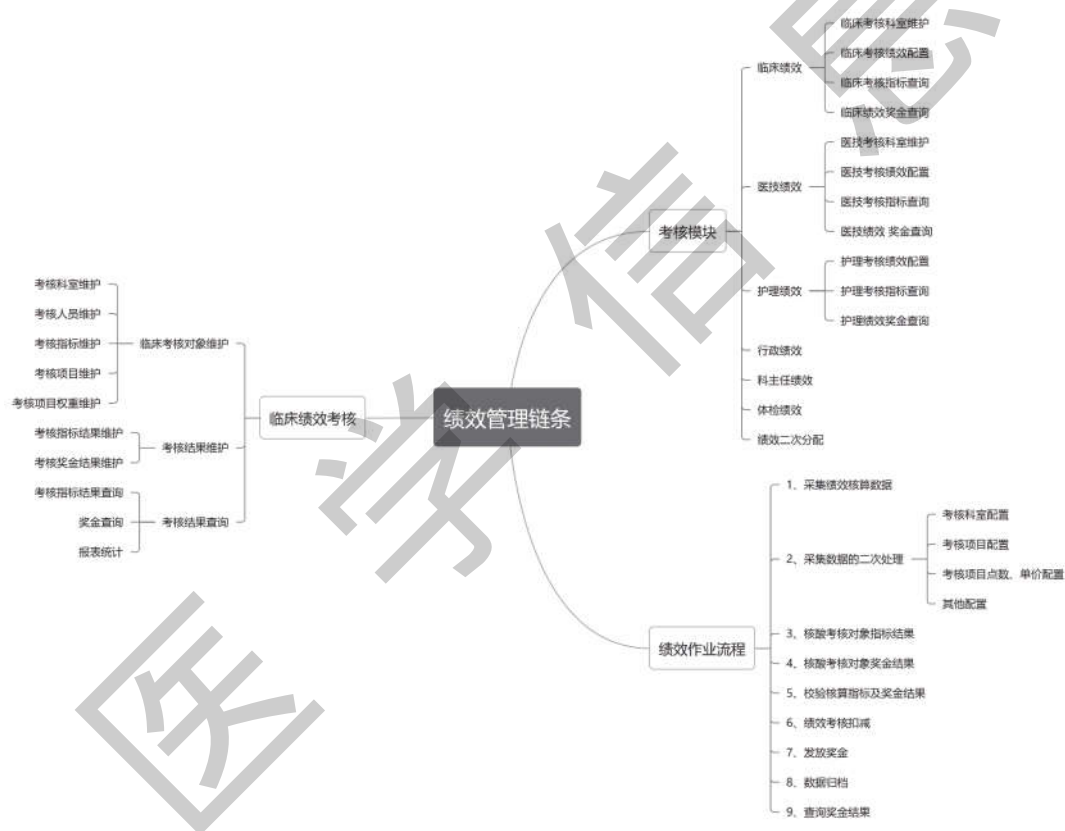 绩效管理链条
考核模块
临床绩效
临床考核科室维护
临床考核绩效配置
临床考核指标查询
临床绩效奖金查询
医技绩效
医技考核科室维护
医技考核绩效配置
医技考核指标查询
医技绩效 奖金查询
护理绩效
护理考核绩效配置
护理考核指标查询
护理绩效奖金查询
行政绩效
科主任绩效
体检绩效
绩效二次分配
绩效作业流程
1、采集绩效核算数据
2、采集数据的二次处理
考核科室配置
考核项目配置
考核项目点数、单价配置
其他配置
3、核酸考核对象指标结果
4、核酸考核对象奖金结果
5、校验核算指标及奖金结果
6、绩效考核扣减
7、发放奖金
8、数据归档
9、查询奖金结果
临床绩效考核
临床考核对象维护
考核科室维护
考核人员维护
考核指标维护
考核项目维护
考核项目权重维护
考核结果维护
考核指标结果维护
考核奖金结果维护
考核结果查询
考核指标结果查询
奖金查询
报表统计
医学信息